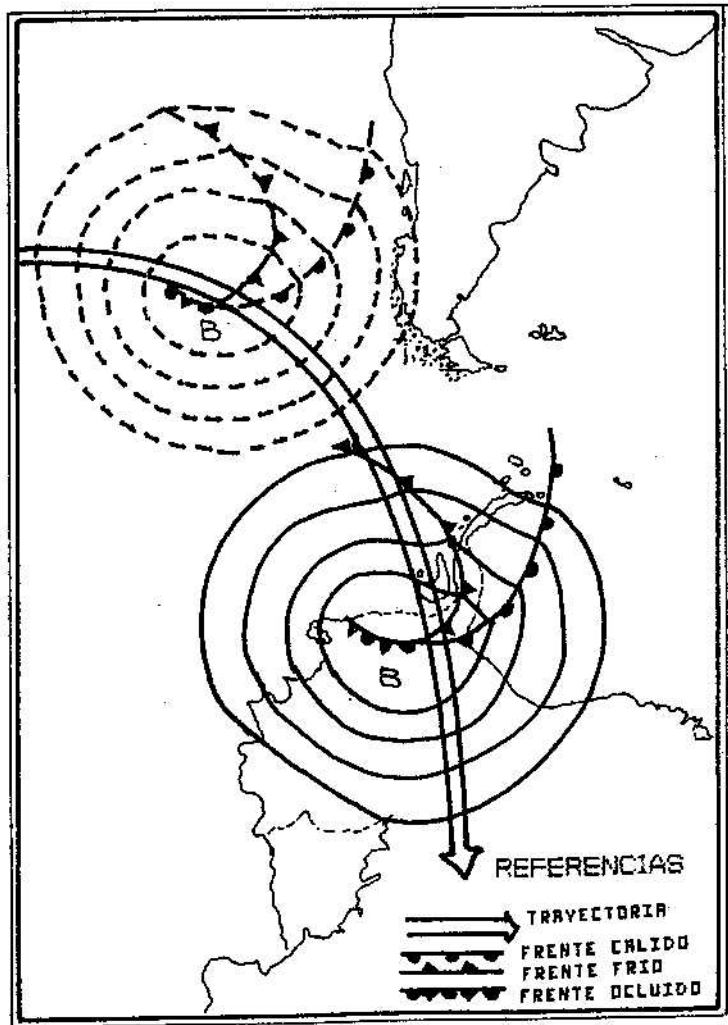 B
B
REFERENCIAS
TRAYECTORIA
FRENTE CALIDO
FRENTE FRIO
FRENTE OCLUIDO